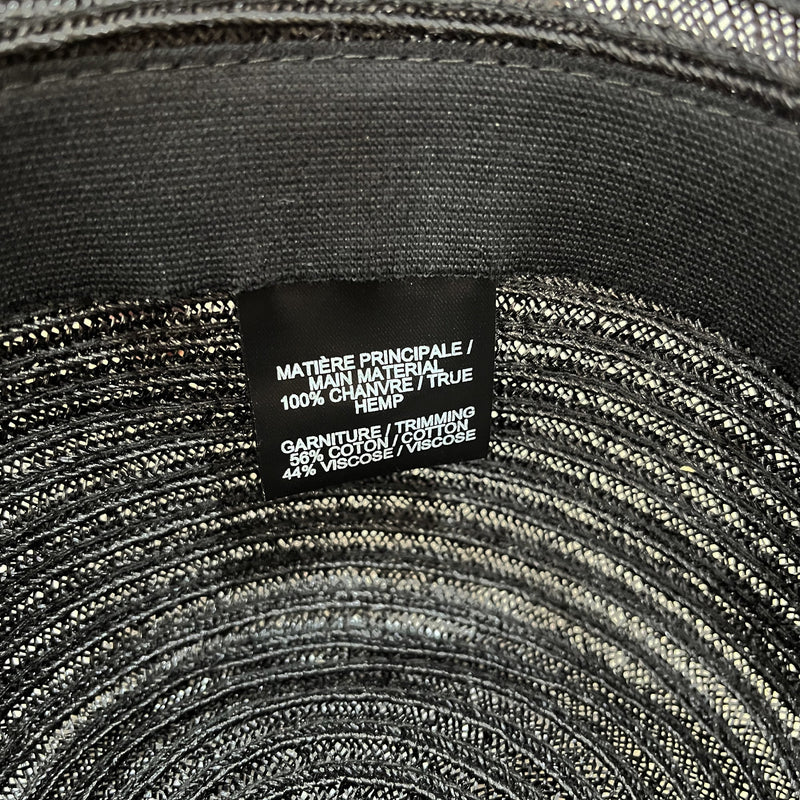 MATIÈRE PRINCIPALE /
MAIN MATERIAL
100% CHANVRE / TRUE
HEMP
GARNITURE / TRIMMING
56% COTON / COTTON
44% VISCOSE / VISCOSE